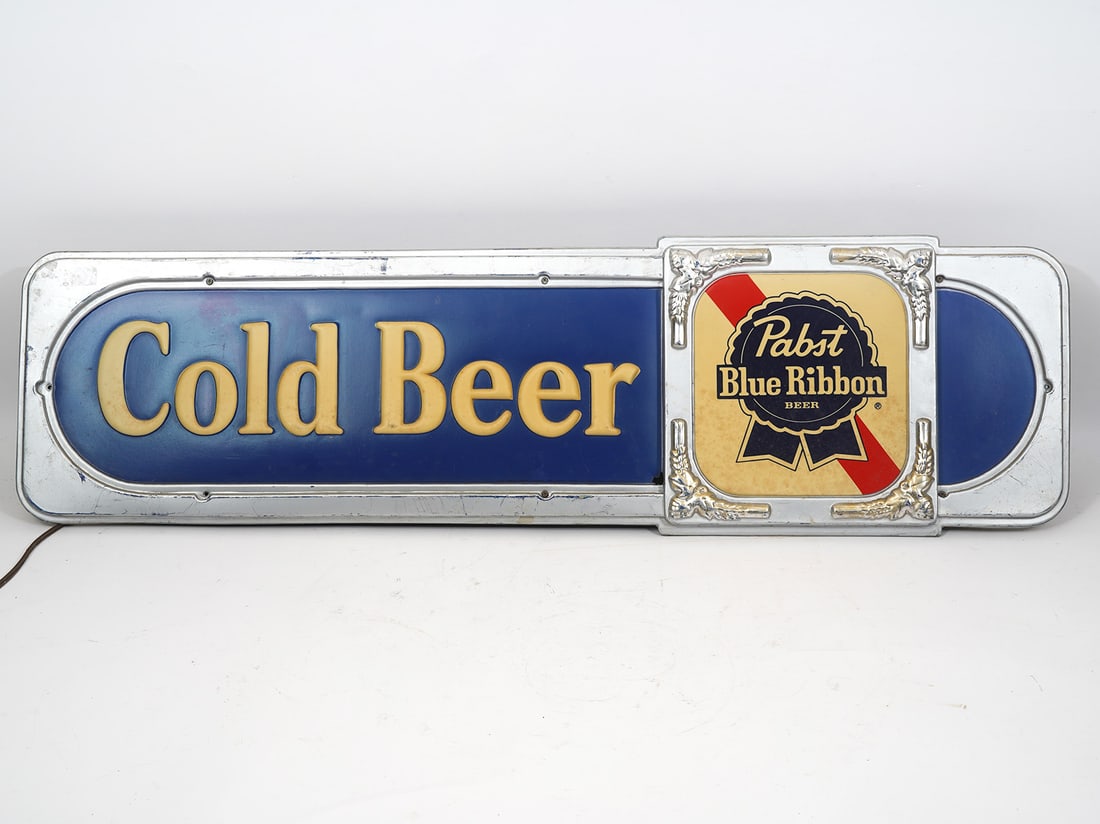 Cold Beer
Pabst
Blue Ribbon
BEER
®